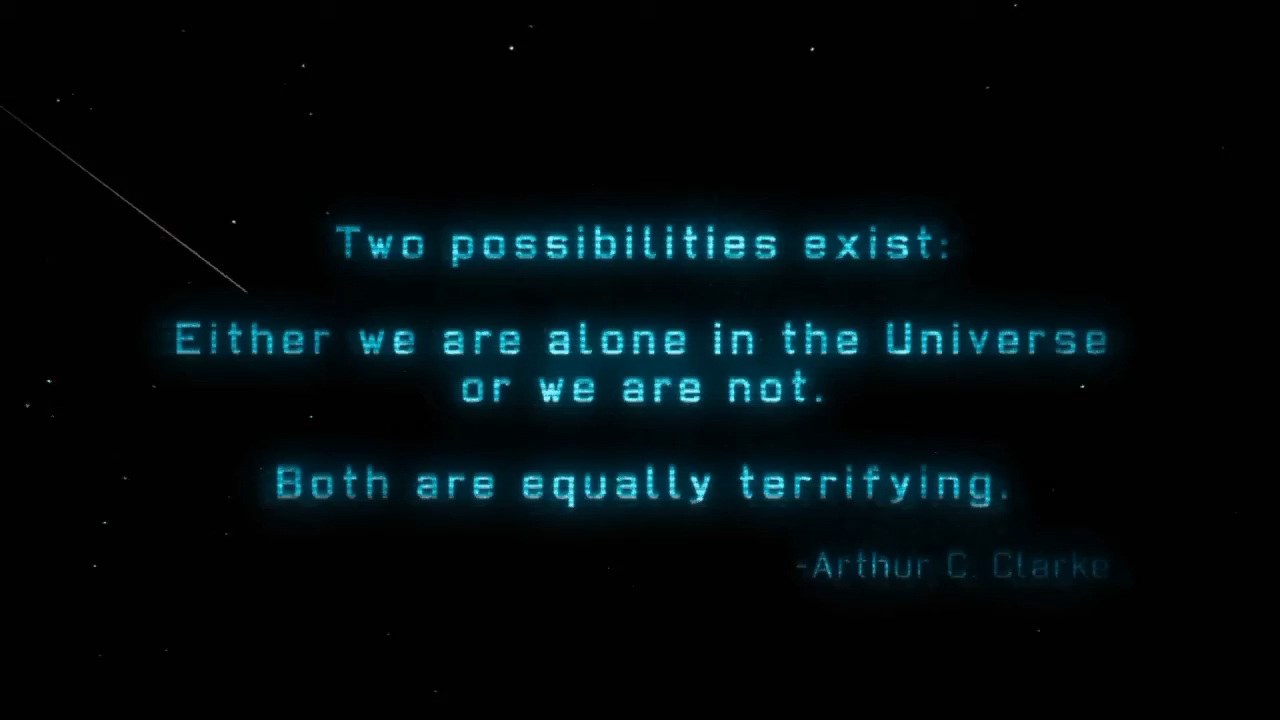 Two possibilities exist:
Either we are alone in the Universe
or we are not.
Both are equally terrifying.
-Arthur C. Clarke